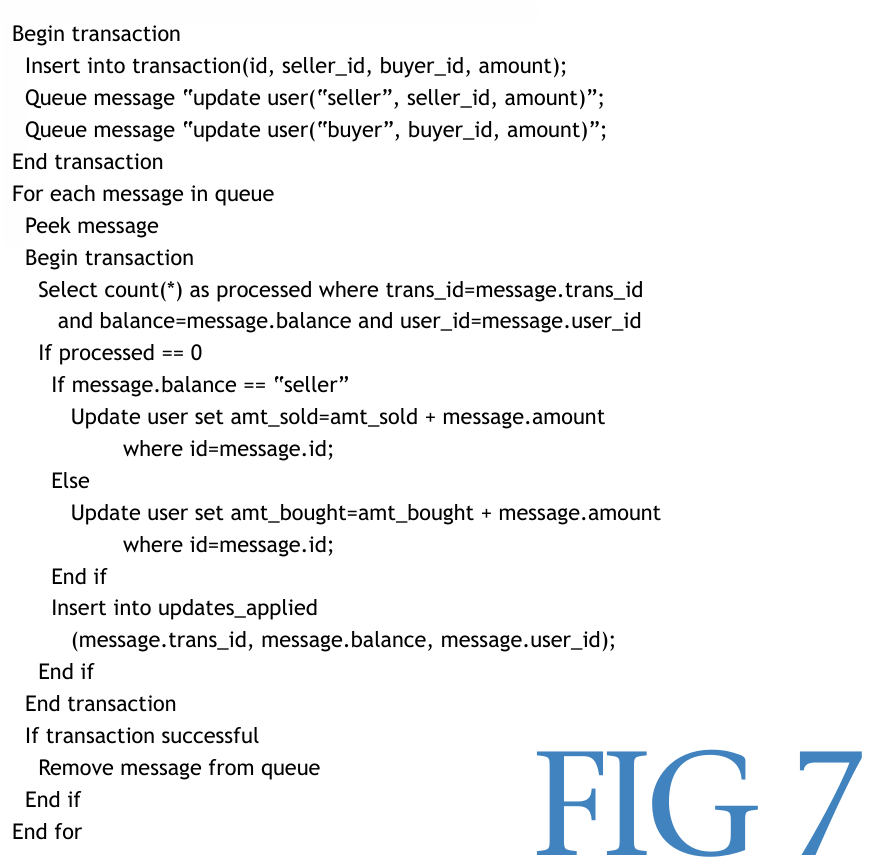 Begin transaction
Insert into transaction(id, seller_id, buyer_id, amount);
Queue message “update user(“seller”, seller_id, amount)”;
Queue message “update user(“buyer”, buyer_id, amount)”;
End transaction
For each message in queue
Peek message
Begin transaction
Select count(*) as processed where trans_id=message.trans_id
and balance=message.balance and user_id=message.user_id
If processed == 0
If message.balance == “seller”
Update user set amt_sold=amt_sold + message.amount
where id=message.id;
Else
Update user set amt_bought=amt_bought + message.amount
where id=message.id;
End if
Insert into updates_applied
(message.trans_id, message.balance, message.user_id);
End if
End transaction
If transaction successful
Remove message from queue
End if
End for
FIG 7